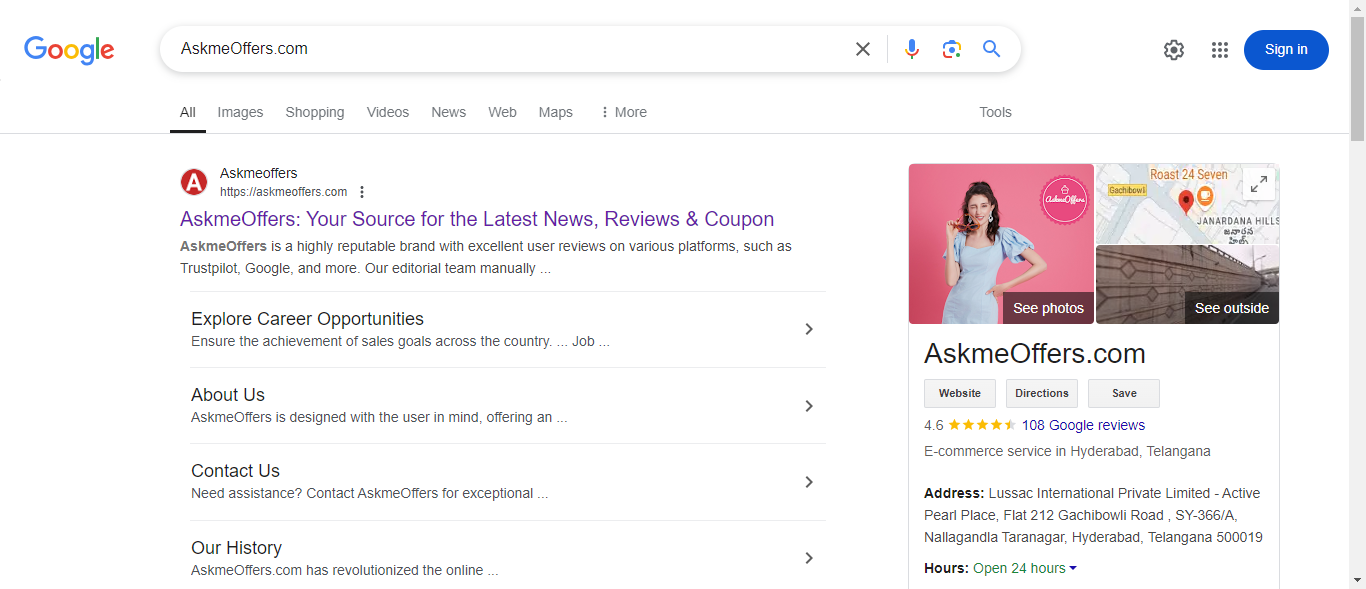 Google
AskmeOffers.com
Sign in
All Images Shopping Videos News Web Maps More Tools
A
Askmeoffers
https://askmeoffers.com
AskmeOffers: Your Source for the Latest News, Reviews & Coupon
AskmeOffers is a highly reputable brand with excellent user reviews on various platforms, such as
Trustpilot, Google, and more. Our editorial team manually ...
Explore Career Opportunities
Ensure the achievement of sales goals across the country. ... Job ...
About Us
AskmeOffers is designed with the user in mind, offering an ...
Contact Us
Need assistance? Contact AskmeOffers for exceptional ...
Our History
AskmeOffers.com has revolutionized the online ...
AskmeOffers
See photos
Roast 24 Seven
Gachibowli
JANARDANA HILLS
జనార్దన
హిల్స్
See outside
AskmeOffers.com
Website Directions Save
4.6 108 Google reviews
E-commerce service in Hyderabad, Telangana
Address: Lussac International Private Limited - Active
Pearl Place, Flat 212 Gachibowli Road , SY-366/A,
Nallagandla Taranagar, Hyderabad, Telangana 500019
Hours: Open 24 hours